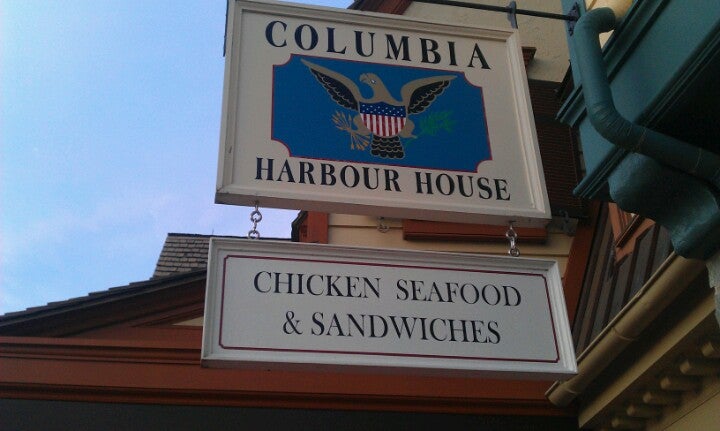 COLUMBIA
HARBOUR HOUSE
CHICKEN SEAFOOD
& SANDWICHES